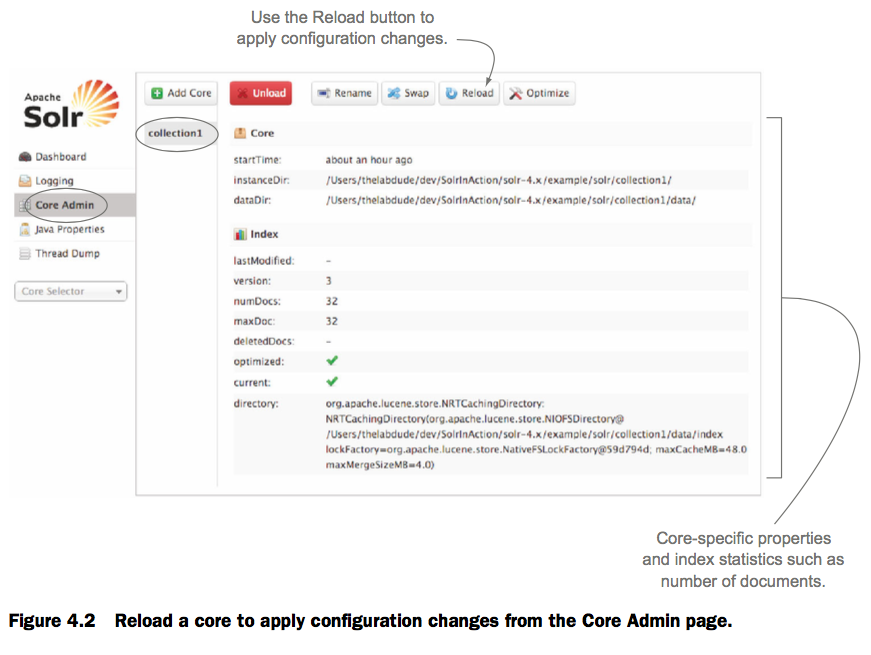 Use the Reload button to
apply configuration changes.
Apache
Solr
Add Core
Unload
Rename
Swap
Reload
Optimize
collection1
Core
Dashboard
startTime: about an hour ago
Logging
instanceDir: /Users/thelabdude/dev/SolrInAction/solr-4.x/example/solr/collection1/
Core Admin
dataDir: /Users/thelabdude/dev/SolrInAction/solr-4.x/example/solr/collection1/data/
Java Properties
Index
Thread Dump
lastModified: -
version: 3
Core Selector
numDocs: 32
maxDoc: 32
deletedDocs: -
optimized:
current:
directory: org.apache.lucene.store.NRTCachingDirectory:
NRTCachingDirectory(org.apache.lucene.store.NIOFSDirectory@
/Users/thelabdude/dev/SolrInAction/solr-4.x/example/solr/collection1/data/index
lockFactory=org.apache.lucene.store.NativeFSLockFactory@59d794d; maxCacheMB=48.0
maxMergeSizeMB=4.0)
Core-specific properties
and index statistics such as
number of documents.
Figure 4.2 Reload a core to apply configuration changes from the Core Admin page.